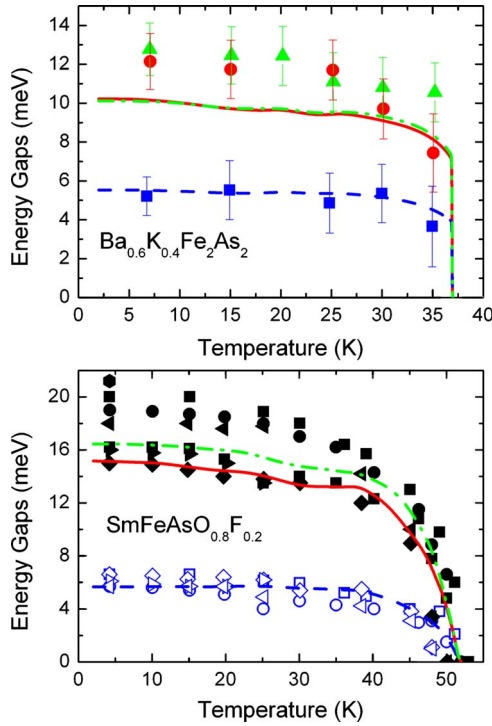 Energy Gaps (meV)
14
12
10
8
6
4
2
0
Ba0.6K0.4Fe2As2
0 5 10 15 20 25 30 35 40
Temperature (K)
Energy Gaps (meV)
20
16
12
8
4
0
SmFeAsO0.8F0.2
0 10 20 30 40 50
Temperature (K)